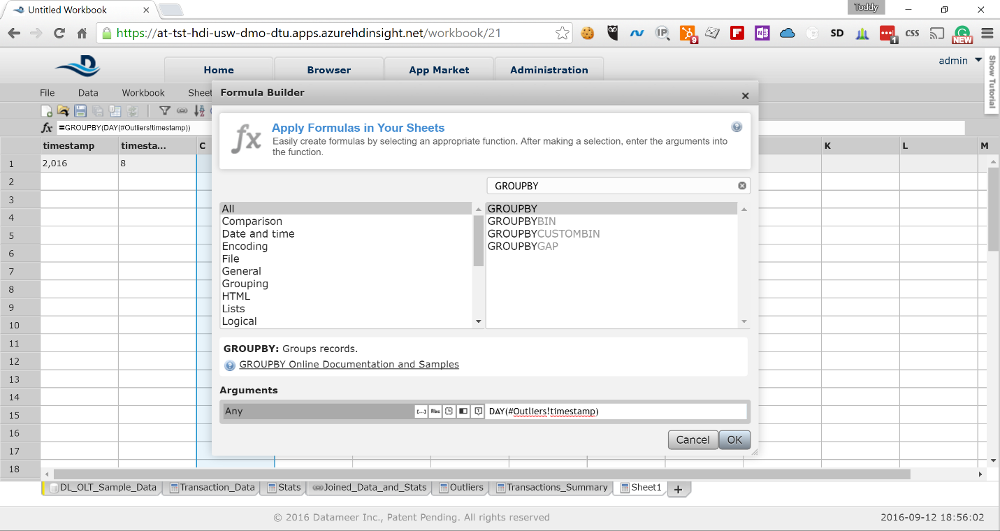 Untitled Workbook
Toddy
https://at-tst-hdi-usw-dmo-dtu.apps.azurehdinsight.net/workbook/21
IP
9
N
SD
1
CSS
NEW
Home
Browser
App Market
Administration
admin
Show Tutorial
File
Data
Workbook
Sheet
fx
=GROUPBY(DAY(#Outliers!timestamp))
timestamp
timesta...
C
K
L
M
1
2,016
8
2
3
4
5
6
7
8
9
10
11
12
13
14
15
16
17
18
Formula Builder
fx
Apply Formulas in Your Sheets
Easily create formulas by selecting an appropriate function. After making a selection, enter the arguments into
the function.
GROUPBY
All
Comparison
Date and time
Encoding
File
General
Grouping
HTML
Lists
Logical
GROUPBY
GROUPBYBIN
GROUPBYCUSTOMBIN
GROUPBYGAP
GROUPBY: Groups records.
GROUPBY Online Documentation and Samples
Arguments
Any
Abc
DAY(#Outliers!timestamp)
Cancel
OK
DL_OLT_Sample_Data
Transaction_Data
Stats
Joined_Data_and_Stats
Outliers
Transactions_Summary
Sheet1
© 2016 Datameer Inc., Patent Pending. All rights reserved
2016-09-12 18:56:02